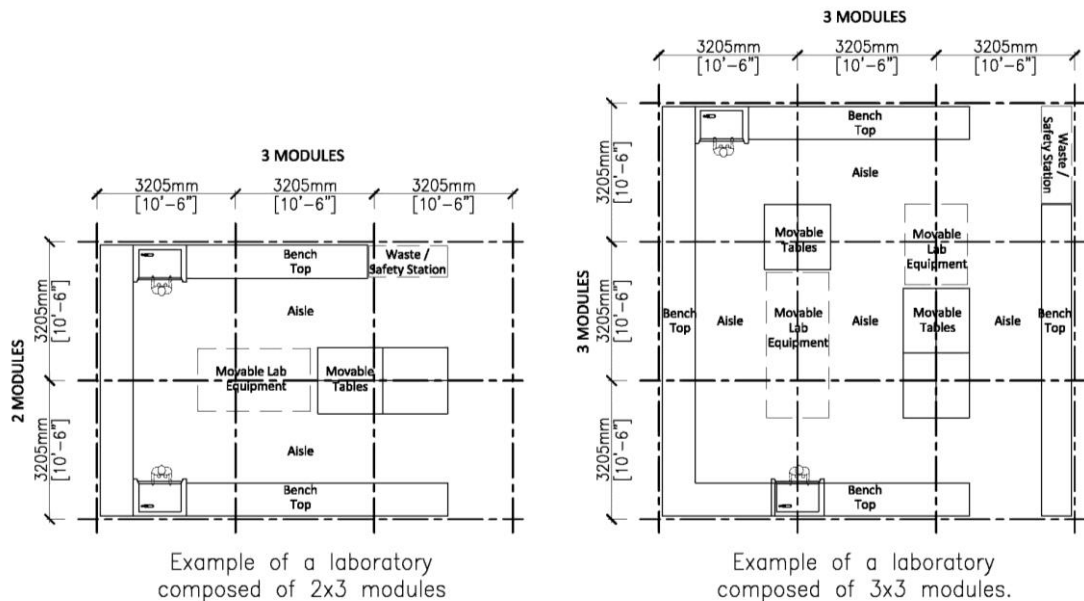 3 MODULES
3205mm
[10'-6"]
3205mm
[10'-6"]
3205mm
[10'-6"]
2 MODULES
3205mm
[10'-6"]
3205mm
[10'-6"]
Bench
Top
Waste /
Safety Station
Aisle
Movable Lab
Equipment
Movable
Tables
Aisle
Bench
Top
Example of a laboratory
composed of 2x3 modules
3 MODULES
3205mm
[10'-6"]
3205mm
[10'-6"]
3205mm
[10'-6"]
3 MODULES
3205mm
[10'-6"]
3205mm
[10'-6"]
3205mm
[10'-6"]
Bench
Top
Waste /
Safety Station
Aisle
Movable
Tables
Movable
Lab
Equipment
Bench
Top
Aisle
Movable
Lab
Equipment
Aisle
Movable
Tables
Aisle
Bench
Top
Bench
Top
Example of a laboratory
composed of 3x3 modules.